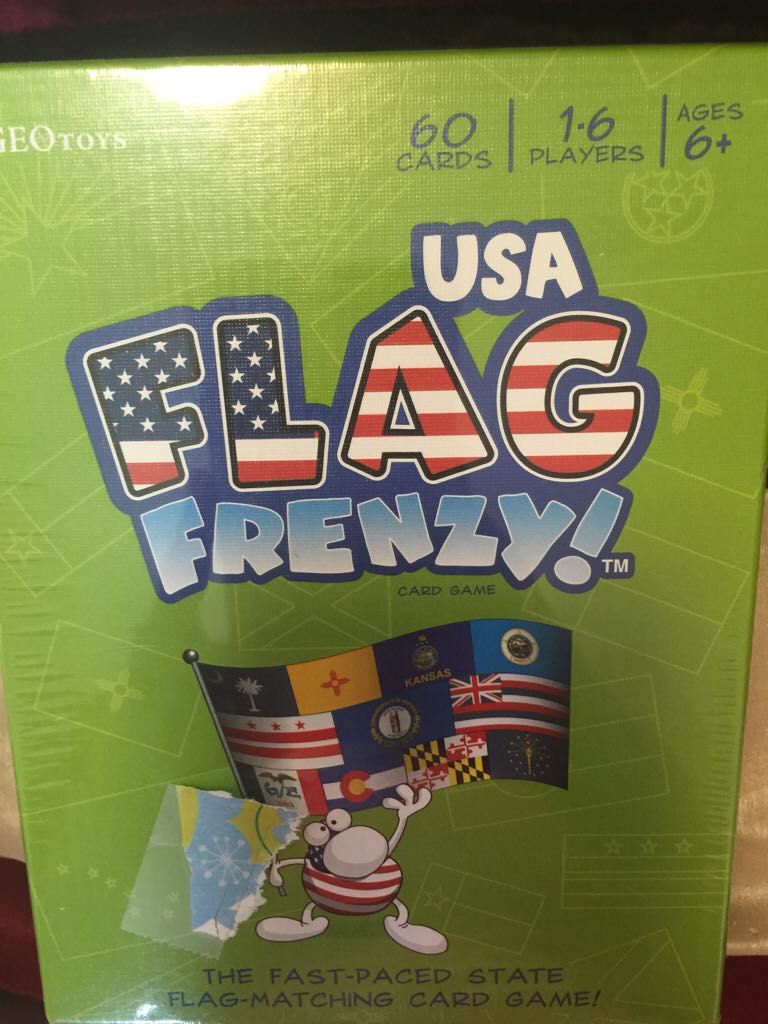 GEOTOYS
60 CARDS | 1-6 PLAYERS | AGES 6+
USA
FLAG
FRENZY!™
CARD GAME
KANSAS
THE FAST-PACED STATE
FLAG-MATCHING CARD GAME!